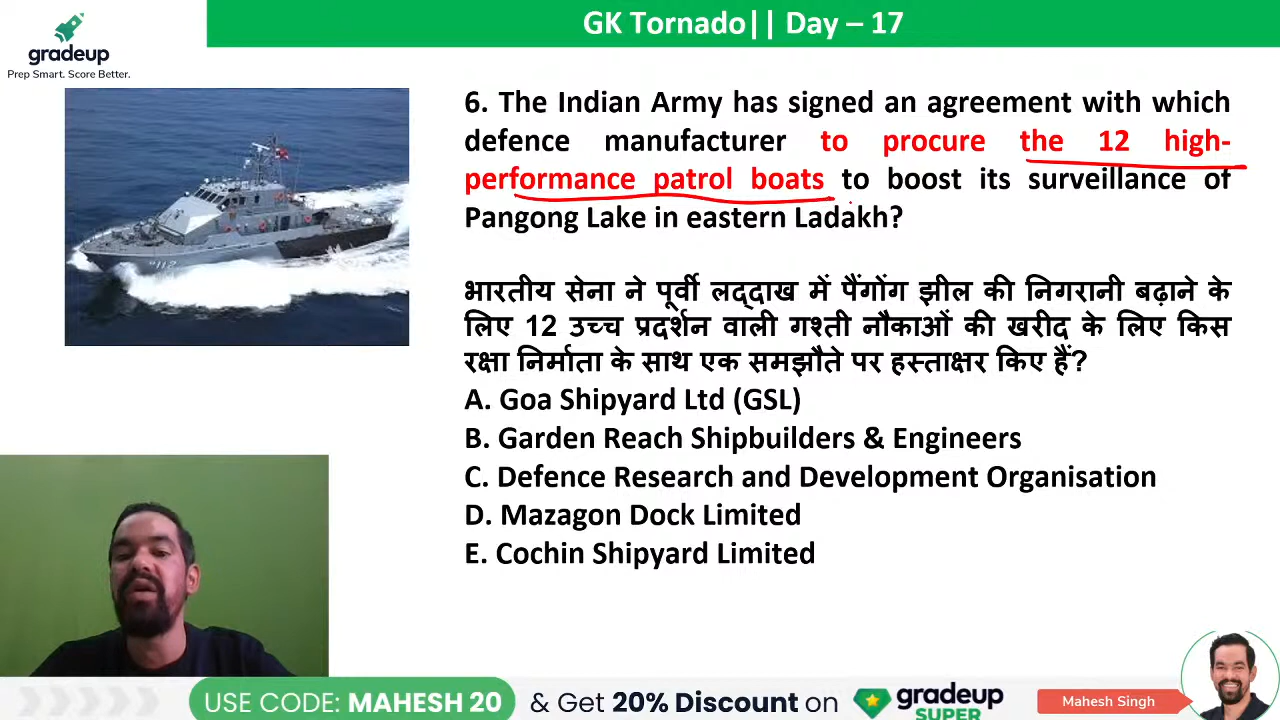 GK Tornado|| Day – 17
gradeup
Prep Smart. Score Better.
6. The Indian Army has signed an agreement with which
defence manufacturer to procure the 12 high-
performance patrol boats to boost its surveillance of
Pangong Lake in eastern Ladakh?
भारतीय सेना ने पूर्वी लद्दाख में पैंगोंग झील की निगरानी बढ़ाने के
लिए 12 उच्च प्रदर्शन वाली गश्ती नौकाओं की खरीद के लिए किस
रक्षा निर्माता के साथ एक समझौते पर हस्ताक्षर किए हैं?
A. Goa Shipyard Ltd (GSL)
B. Garden Reach Shipbuilders & Engineers
C. Defence Research and Development Organisation
D. Mazagon Dock Limited
E. Cochin Shipyard Limited
112
USE CODE: MAHESH 20 & Get 20% Discount on gradeup
SUPER
Mahesh Singh